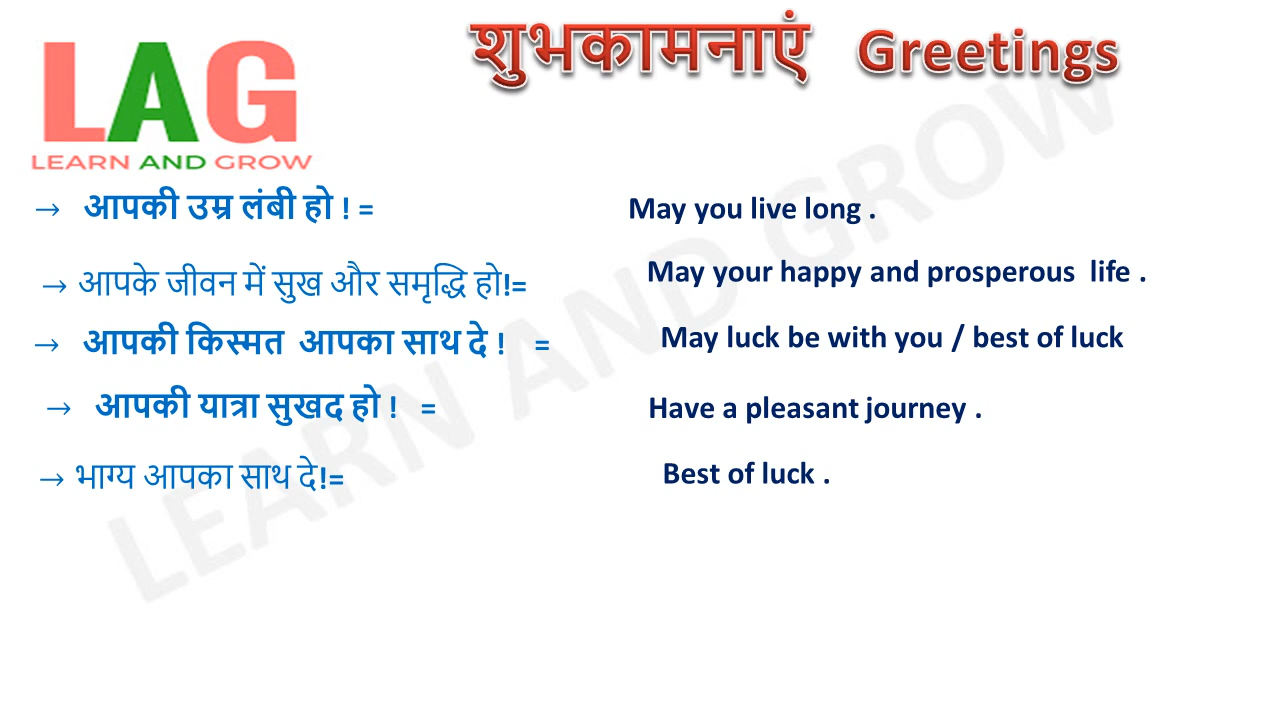 शुभकामनाएं Greetings
LAG
LEARN AND GROW
→ आपकी उम्र लंबी हो ! = May you live long .
→ आपके जीवन में सुख और समृद्धि हो!= May your happy and prosperous life .
→ आपकी किस्मत आपका साथ दे ! = May luck be with you / best of luck
→ आपकी यात्रा सुखद हो ! = Have a pleasant journey .
→ भाग्य आपका साथ दे!= Best of luck .
LEARN AND GROW